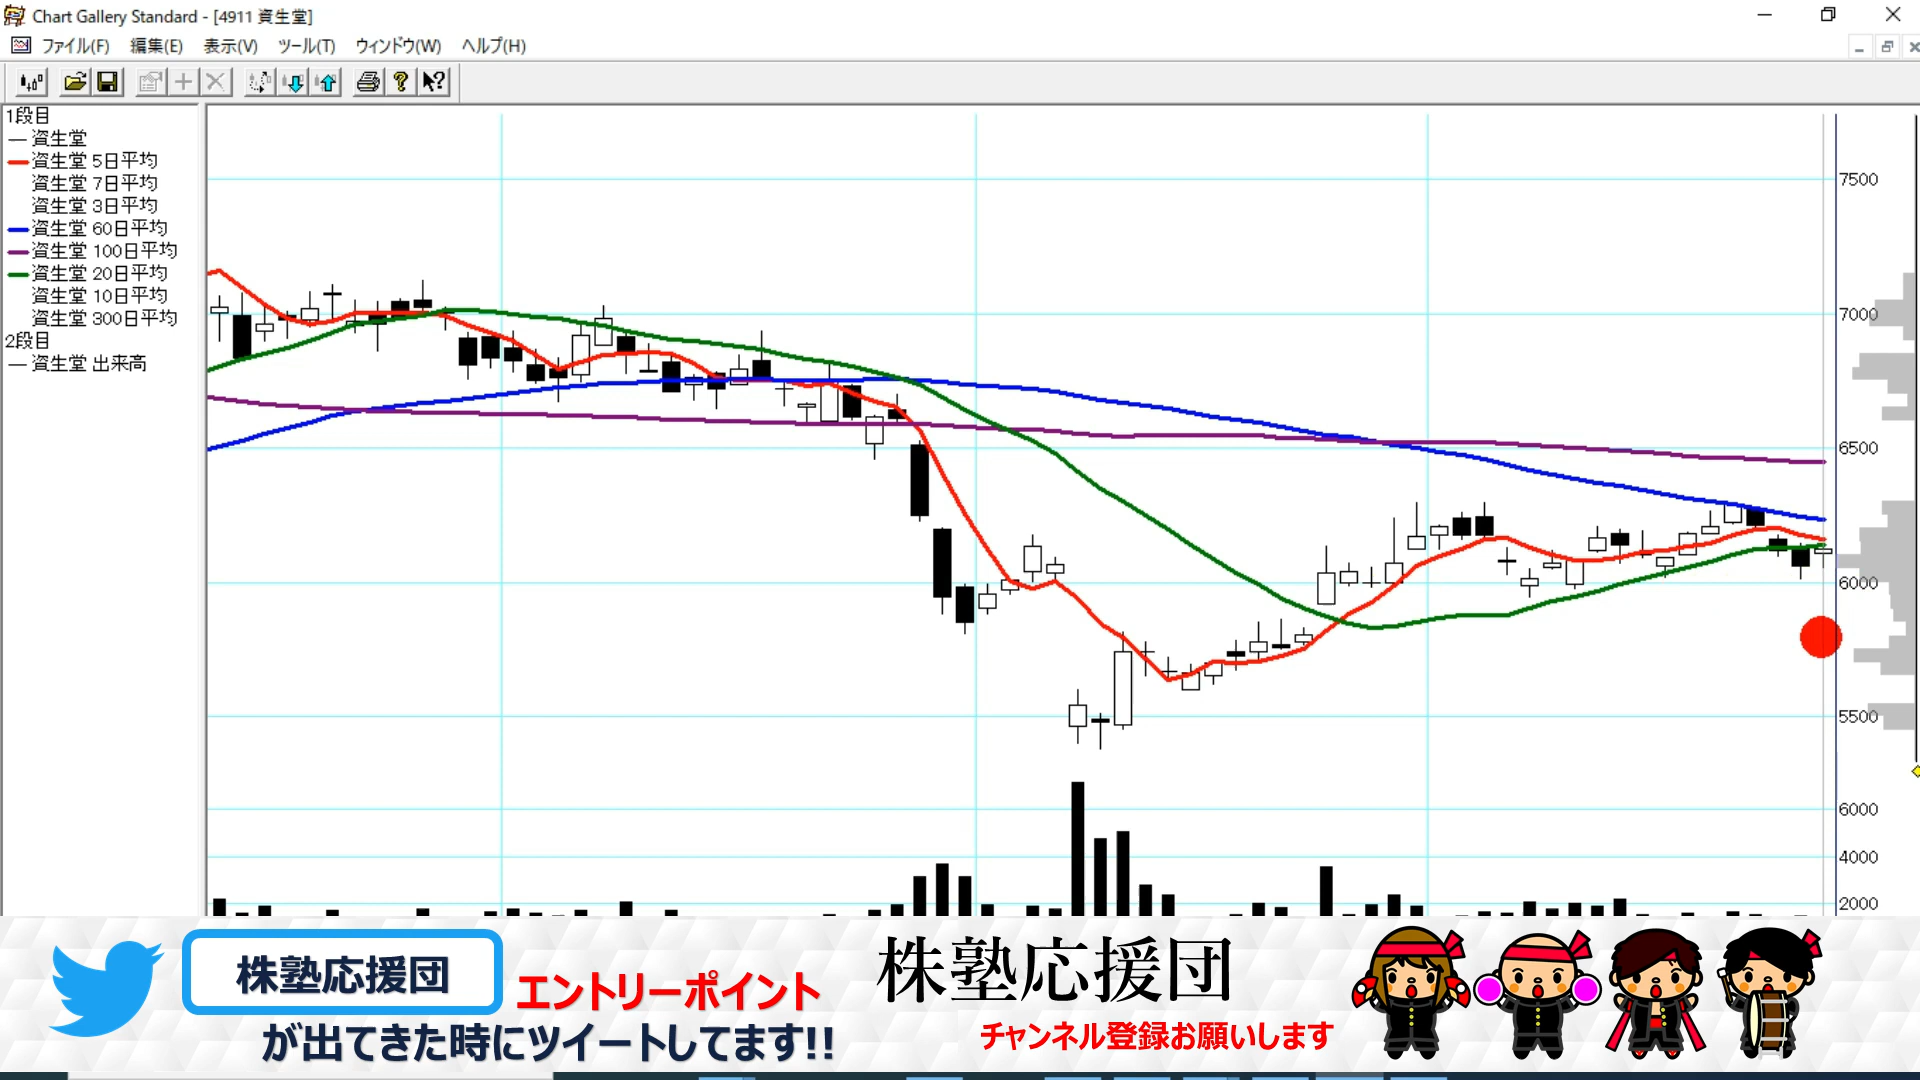 Chart Gallery Standard - [4911 資生堂]
ファイル(F) 編集(E) 表示(V) ツール(T) ウィンドウ(W) ヘルプ(H)
1段目
資生堂
資生堂 5日平均
資生堂 7日平均
資生堂 3日平均
資生堂 60日平均
資生堂 100日平均
資生堂 20日平均
資生堂 10日平均
資生堂 300日平均
2段目
資生堂 出来高
7500
7000
6500
6000
5500
6000
4000
2000
株塾応援団
エントリーポイント
が出てきた時にツイートしてます!!
株塾応援団
チャンネル登録お願いします